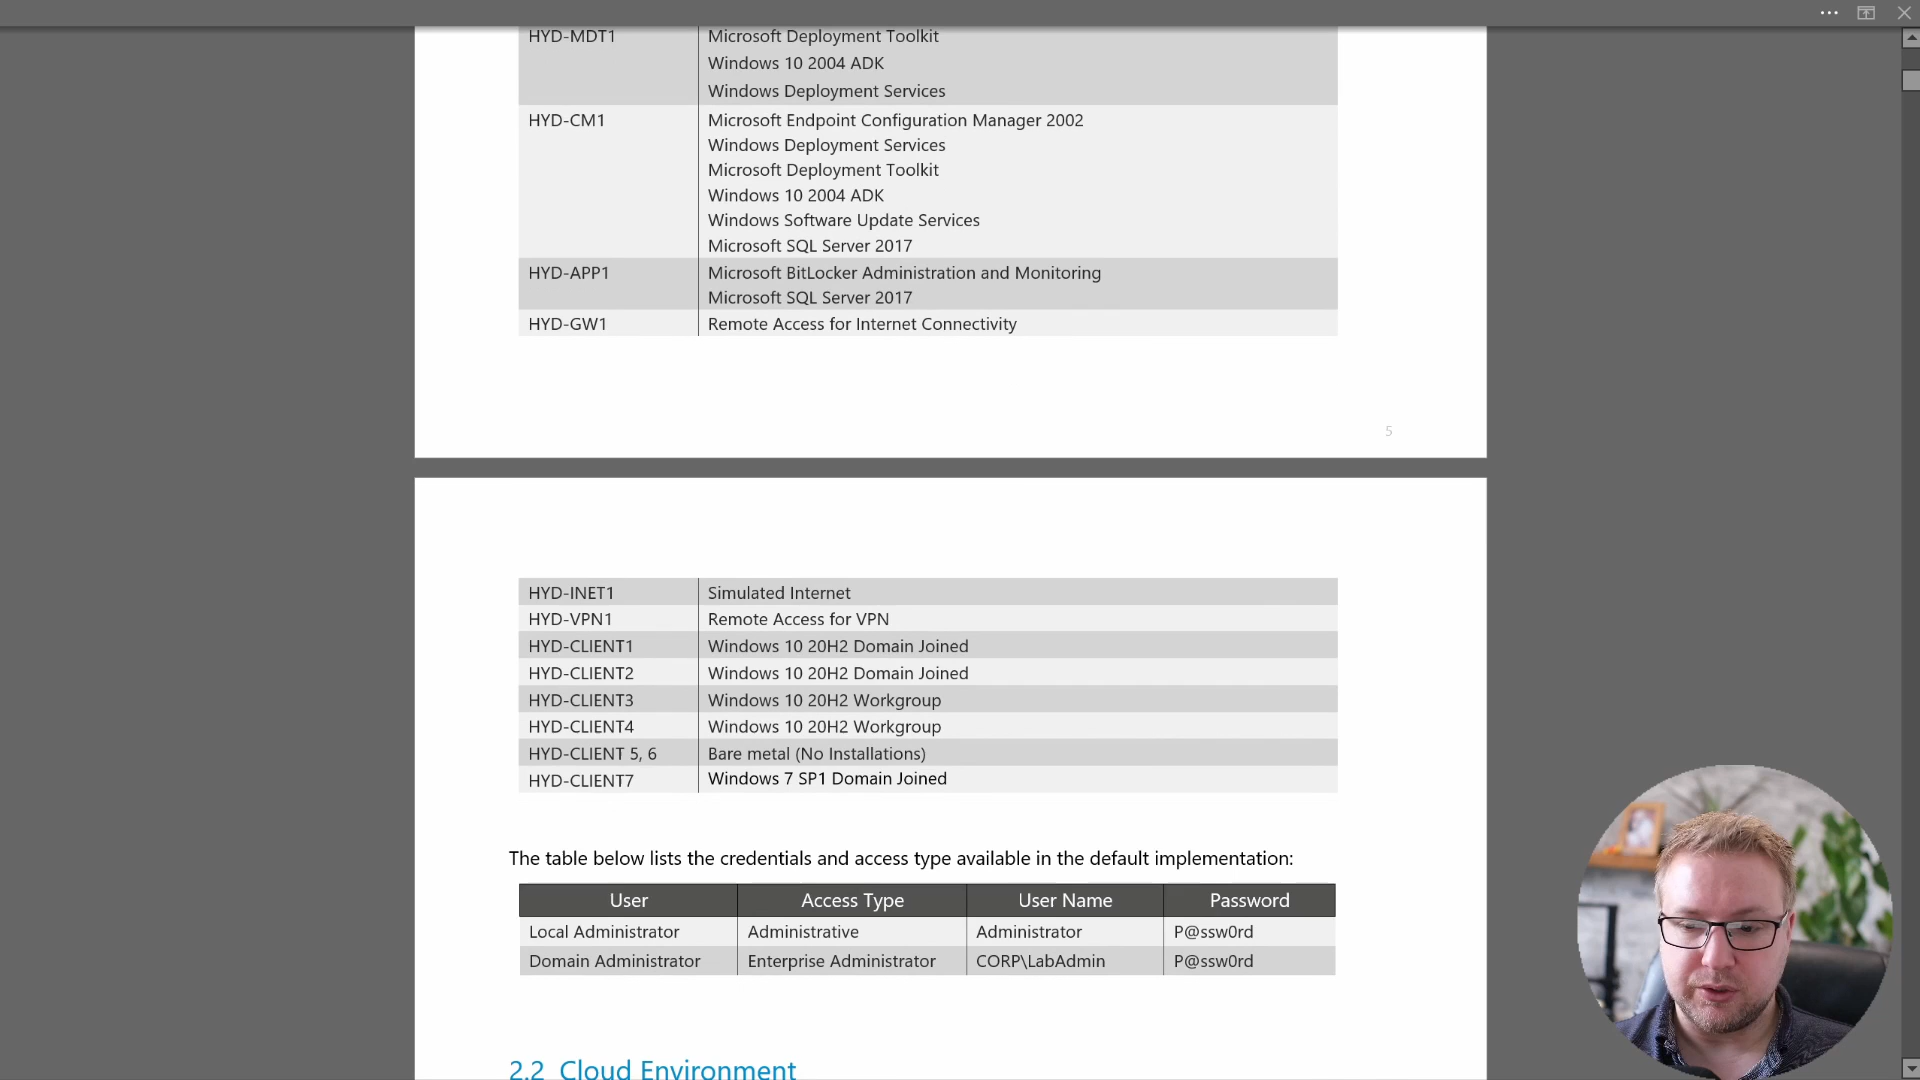 HYD-MDT1 Microsoft Deployment Toolkit
Windows 10 2004 ADK
Windows Deployment Services
HYD-CM1 Microsoft Endpoint Configuration Manager 2002
Windows Deployment Services
Microsoft Deployment Toolkit
Windows 10 2004 ADK
Windows Software Update Services
Microsoft SQL Server 2017
HYD-APP1 Microsoft BitLocker Administration and Monitoring
Microsoft SQL Server 2017
HYD-GW1 Remote Access for Internet Connectivity
5
HYD-INET1 Simulated Internet
HYD-VPN1 Remote Access for VPN
HYD-CLIENT1 Windows 10 20H2 Domain Joined
HYD-CLIENT2 Windows 10 20H2 Domain Joined
HYD-CLIENT3 Windows 10 20H2 Workgroup
HYD-CLIENT4 Windows 10 20H2 Workgroup
HYD-CLIENT 5, 6 Bare metal (No Installations)
HYD-CLIENT7 Windows 7 SP1 Domain Joined
The table below lists the credentials and access type available in the default implementation:
User Access Type User Name Password
Local Administrator Administrative Administrator P@ssw0rd
Domain Administrator Enterprise Administrator CORP\LabAdmin P@ssw0rd
2.2 Cloud Environment